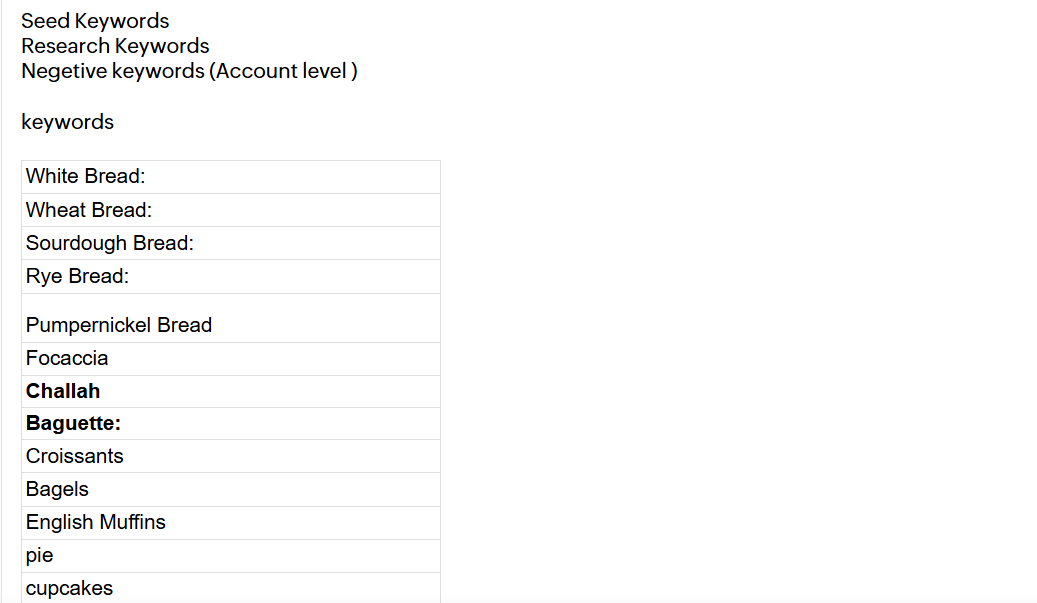 Seed Keywords
Research Keywords
Negetive keywords (Account level )
keywords
White Bread:
Wheat Bread:
Sourdough Bread:
Rye Bread:
Pumpernickel Bread
Focaccia
Challah
Baguette:
Croissants
Bagels
English Muffins
pie
cupcakes